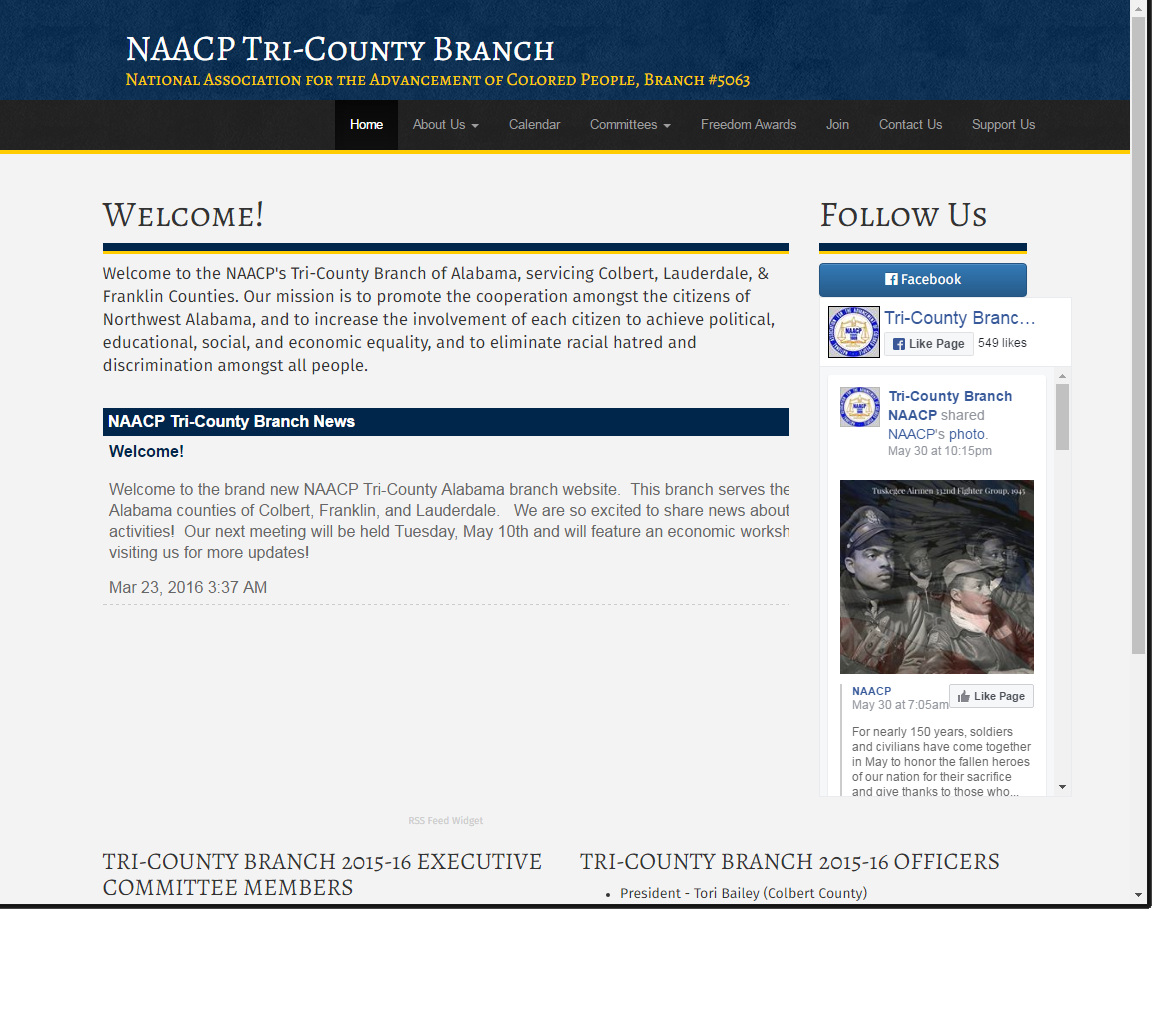 NAACP Tri-County Branch
National Association for the Advancement of Colored People, Branch #5063
Home About Us Calendar Committees Freedom Awards Join Contact Us Support Us
Welcome!
Welcome to the NAACP's Tri-County Branch of Alabama, servicing Colbert, Lauderdale, &
Franklin Counties. Our mission is to promote the cooperation amongst the citizens of
Northwest Alabama, and to increase the involvement of each citizen to achieve political,
educational, social, and economic equality, and to eliminate racial hatred and
discrimination amongst all people.
NAACP Tri-County Branch News
Welcome!
Welcome to the brand new NAACP Tri-County Alabama branch website.  This branch serves the
Alabama counties of Colbert, Franklin, and Lauderdale.   We are so excited to share news about
activities!  Our next meeting will be held Tuesday, May 10th and will feature an economic worksh
visiting us for more updates!
Mar 23, 2016 3:37 AM
RSS Feed Widget
Follow Us
Facebook
Tri-County Branc...
Like Page 549 likes
Tri-County Branch
NAACP shared
NAACP's photo.
May 30 at 10:15pm
Tuskegee Airmen 332nd Fighter Group, 1945
NAACP
Like Page
May 30 at 7:05am
For nearly 150 years, soldiers
and civilians have come together
in May to honor the fallen heroes
of our nation for their sacrifice
and give thanks to those who...
TRI-COUNTY BRANCH 2015-16 EXECUTIVE
COMMITTEE MEMBERS
TRI-COUNTY BRANCH 2015-16 OFFICERS
• President - Tori Bailey (Colbert County)